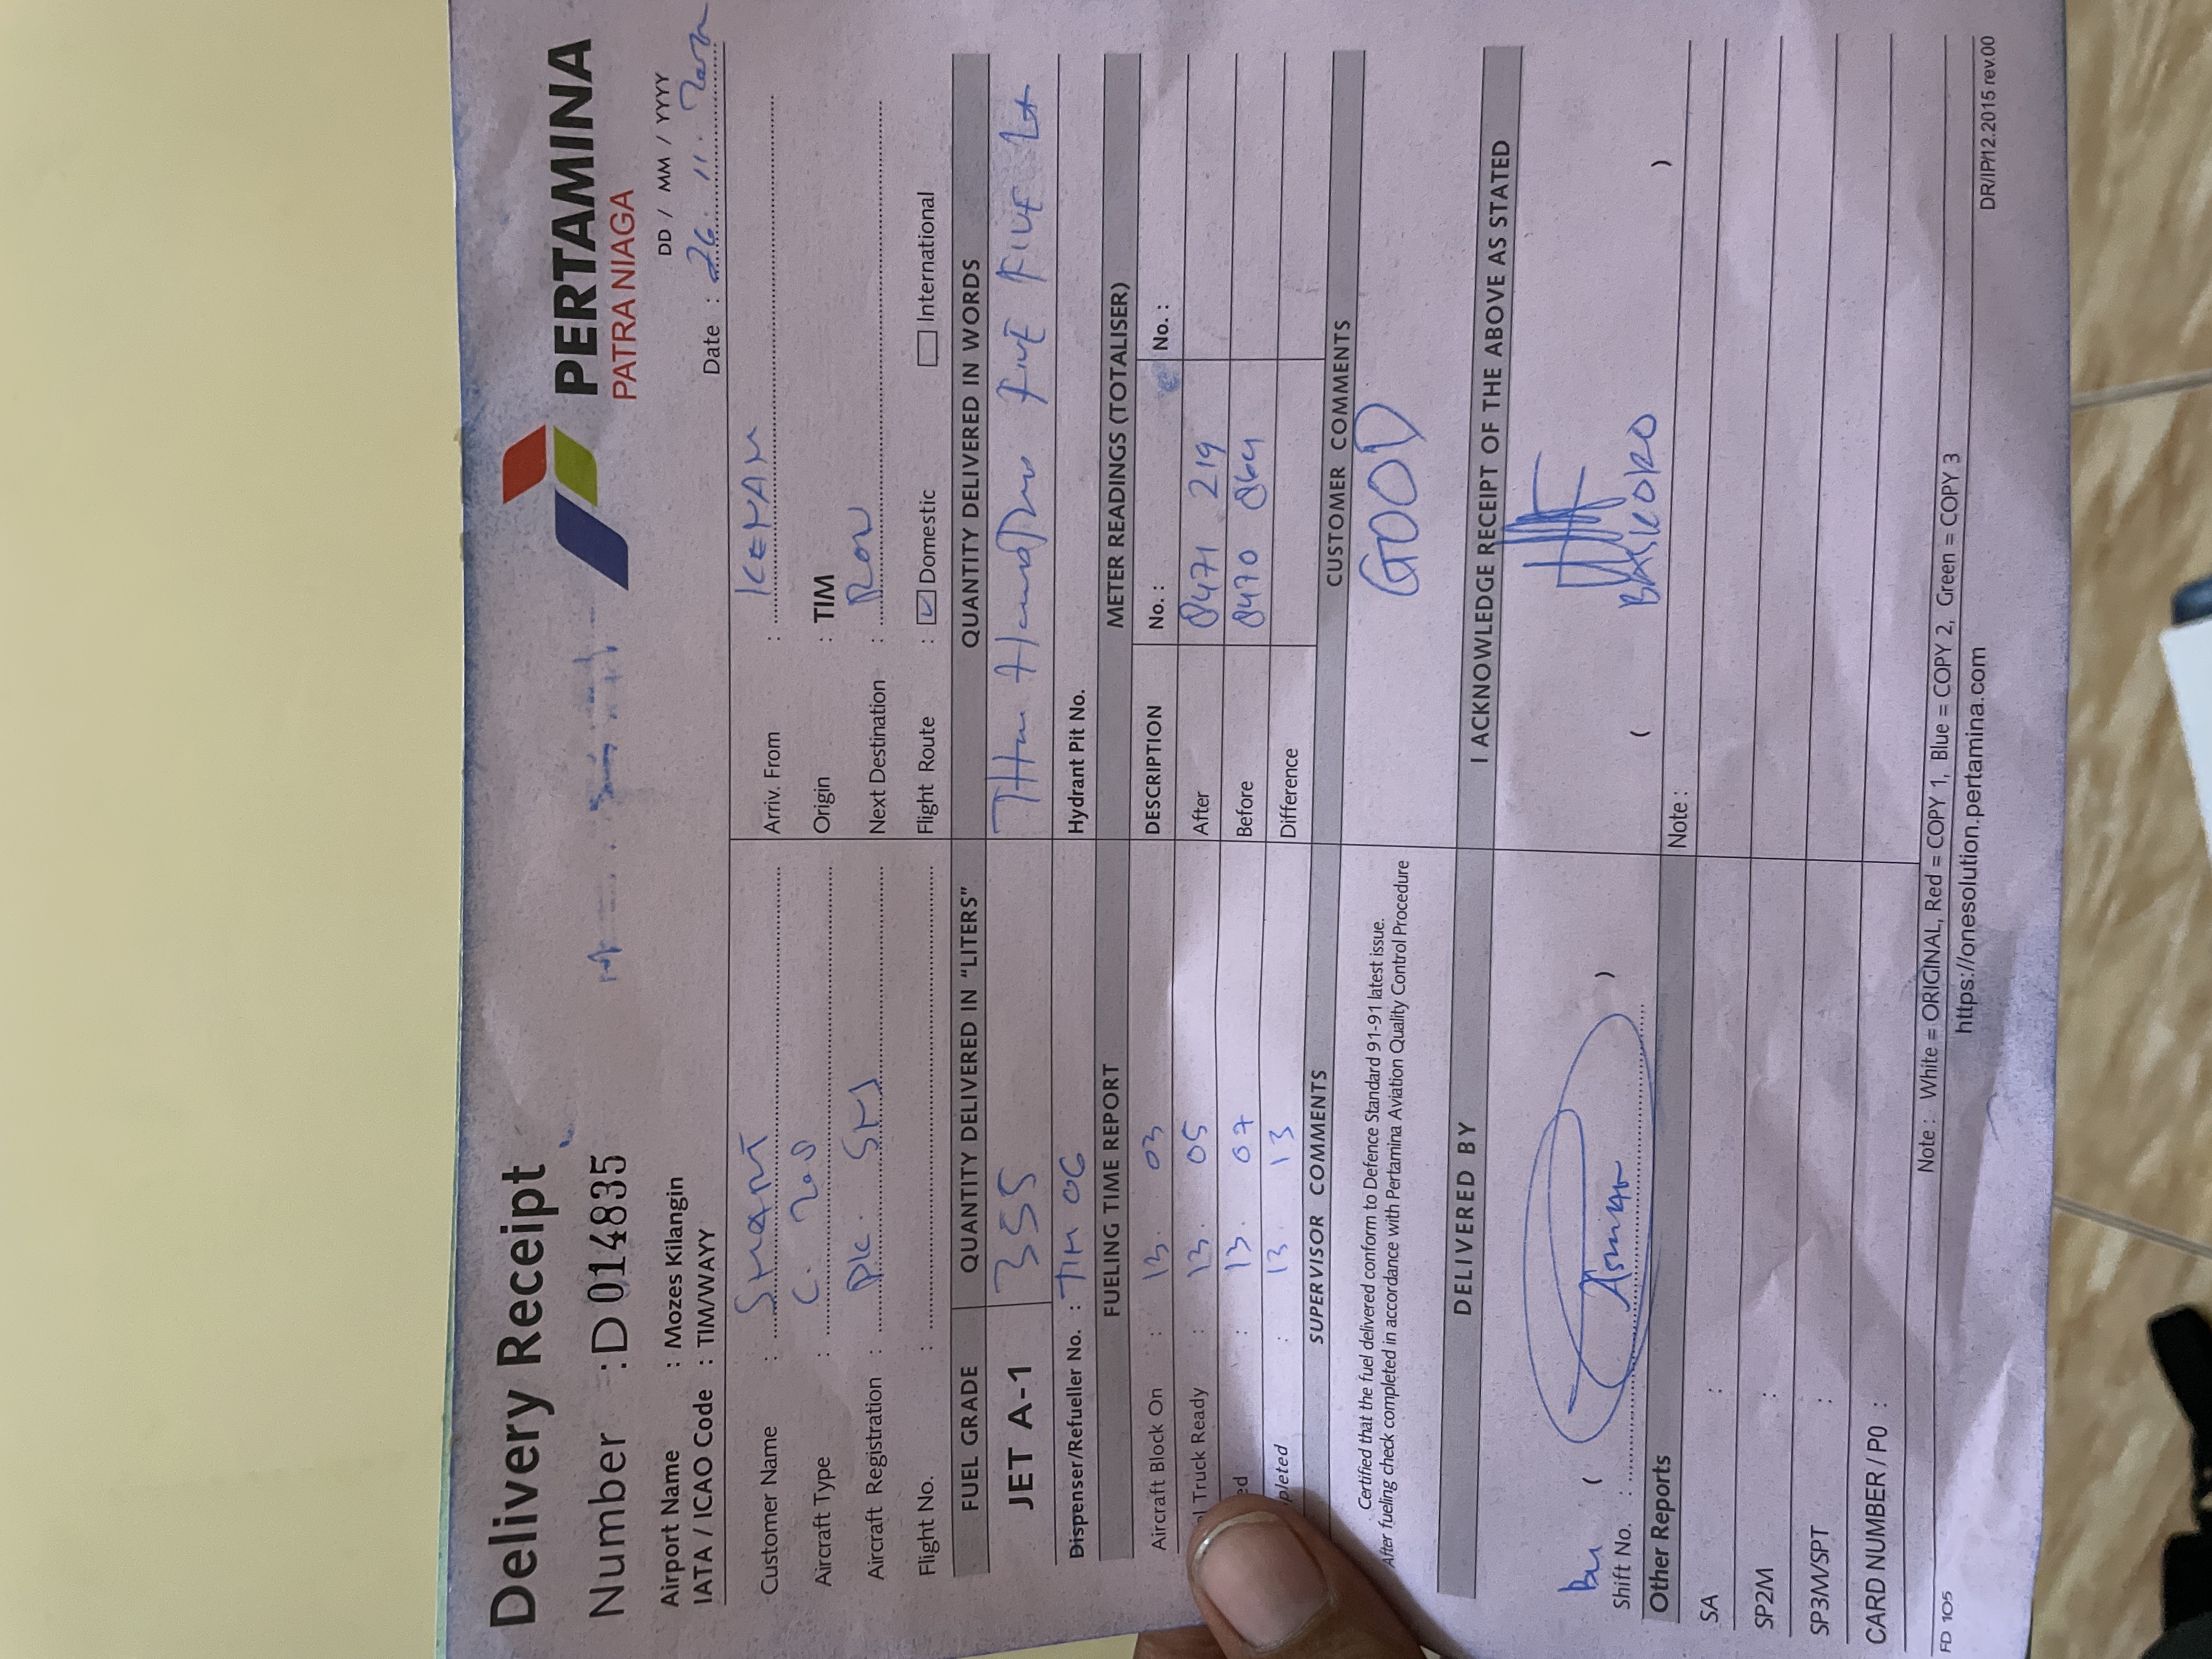 Delivery Receipt
PERTAMINA
PATRA NIAGA
Number : D 014835
DD / MM / YYYY
Airport Name : Mozes Kilangin
Date : 26. 11.
IATA / ICAO Code : TIM/WAYY
Customer Name : SMART
Arriv. From :
Aircraft Type : C. 208
Origin : TIM
Aircraft Registration : PK.
Next Destination :
Flight No. :
Flight Route : Domestic International
FUEL GRADE
QUANTITY DELIVERED IN "LITERS"
QUANTITY DELIVERED IN WORDS
JET A-1
355
Five Five Lt
Dispenser/Refueller No. : TIM 06
Hydrant Pit No.
FUELING TIME REPORT
METER READINGS (TOTALISER)
DESCRIPTION No. : No. :
Aircraft Block On : 13. 03
After 8471 219
Truck Ready : 13. 05
Before 8470 864
ed : 13. 07
Difference
pleted : 13 13
SUPERVISOR COMMENTS
CUSTOMER COMMENTS
Certified that the fuel delivered conform to Defence Standard 91-91 latest issue.
After fueling check completed in accordance with Pertamina Aviation Quality Control Procedure
GOOD
DELIVERED BY
I ACKNOWLEDGE RECEIPT OF THE ABOVE AS STATED
( )
( BASKORO )
Shift No. :
Other Reports
Note :
SA :
SP2M :
SP3M/SPT :
CARD NUMBER / P0 :
Note : White = ORIGINAL, Red = COPY 1, Blue = COPY 2, Green = COPY 3
FD 105
https://onesolution.pertamina.com
DR/IP/12.2015 rev.00